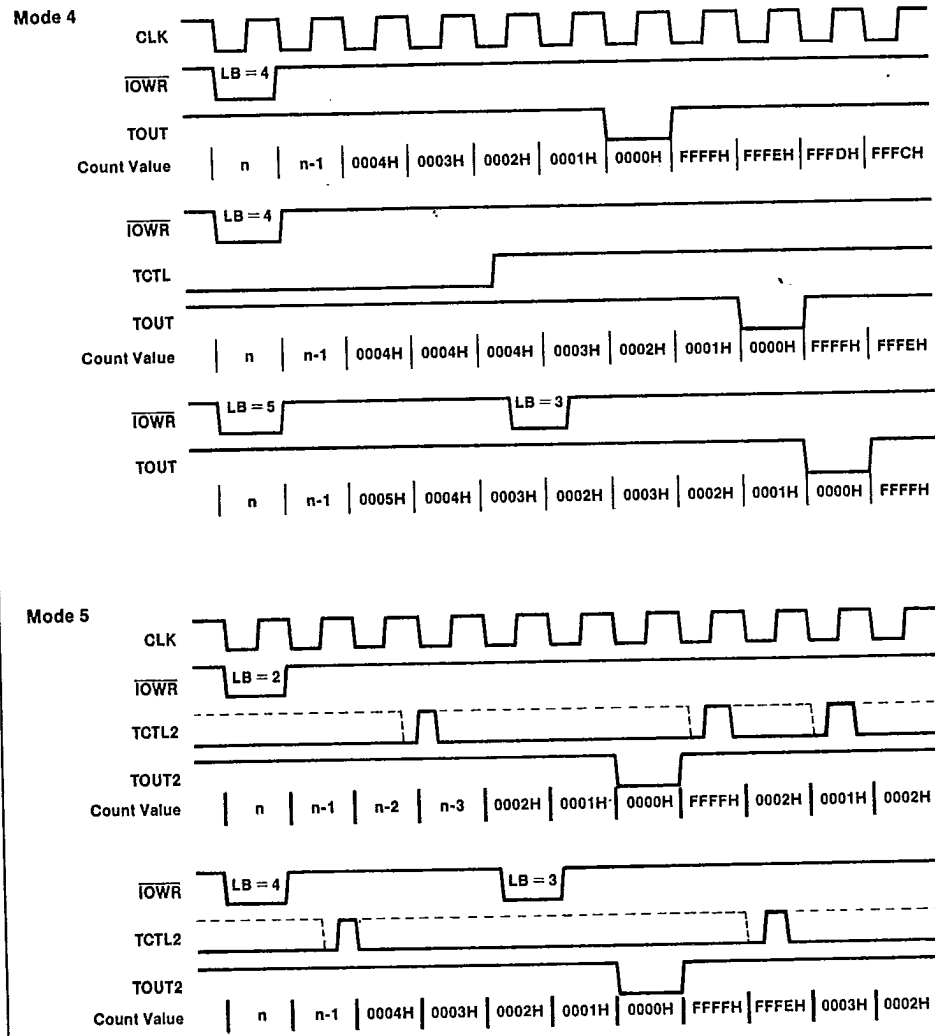 Mode 4
CLK
IOWR
LB = 4
TOUT
Count Value n n-1 0004H 0003H 0002H 0001H 0000H FFFFH FFFEH FFFDH FFFCH
IOWR
LB = 4
TCTL
TOUT
Count Value n n-1 0004H 0004H 0004H 0003H 0002H 0001H 0000H FFFFH FFFEH
IOWR
LB = 5 LB = 3
TOUT
n n-1 0005H 0004H 0003H 0002H 0003H 0002H 0001H 0000H FFFFH
Mode 5
CLK
IOWR
LB = 2
TCTL2
TOUT2
Count Value n n-1 n-2 n-3 0002H 0001H 0000H FFFFH 0002H 0001H 0002H
IOWR
LB = 4 LB = 3
TCTL2
TOUT2
Count Value n n-1 0004H 0003H 0002H 0001H 0000H FFFFH FFFEH 0003H 0002H